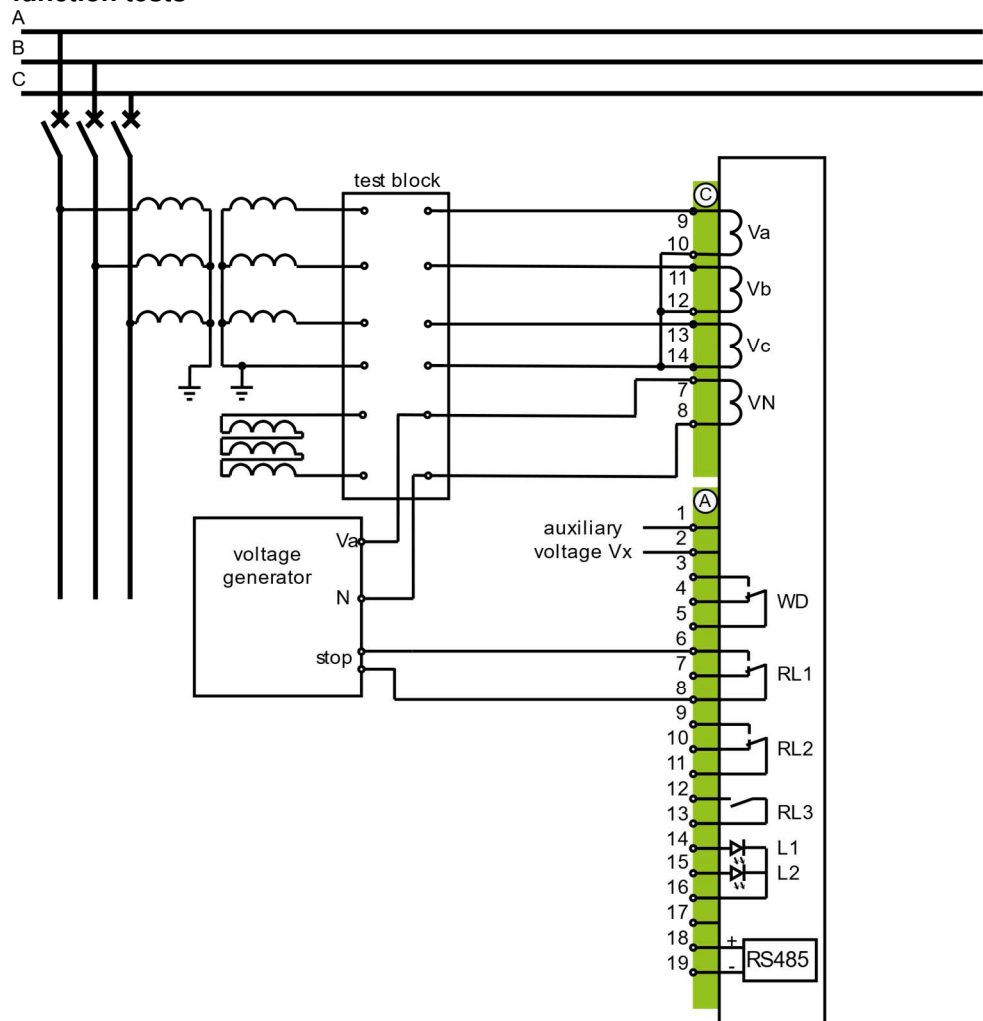 function tests
A
B
C
test block
C
9
Va
10
11
Vb
12
13
Vc
14
7
VN
8
A
1
auxiliary
voltage Vx
2
3
4
WD
5
6
7
RL1
8
9
10
RL2
11
12
RL3
13
14
L1
15
L2
16
17
18
+
RS485
19
-
voltage
generator
Va
N
stop